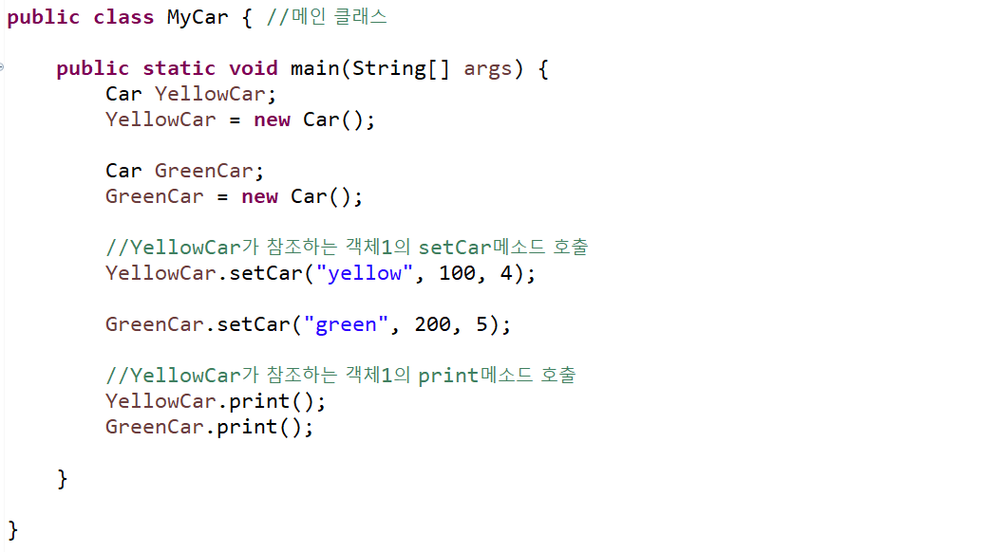 public class MyCar { //메인 클래스
public static void main(String[] args) {
Car YellowCar;
YellowCar = new Car();
Car GreenCar;
GreenCar = new Car();
//YellowCar가 참조하는 객체1의 setCar메소드 호출
YellowCar.setCar("yellow", 100, 4);
GreenCar.setCar("green", 200, 5);
//YellowCar가 참조하는 객체1의 print메소드 호출
YellowCar.print();
GreenCar.print();
}
}